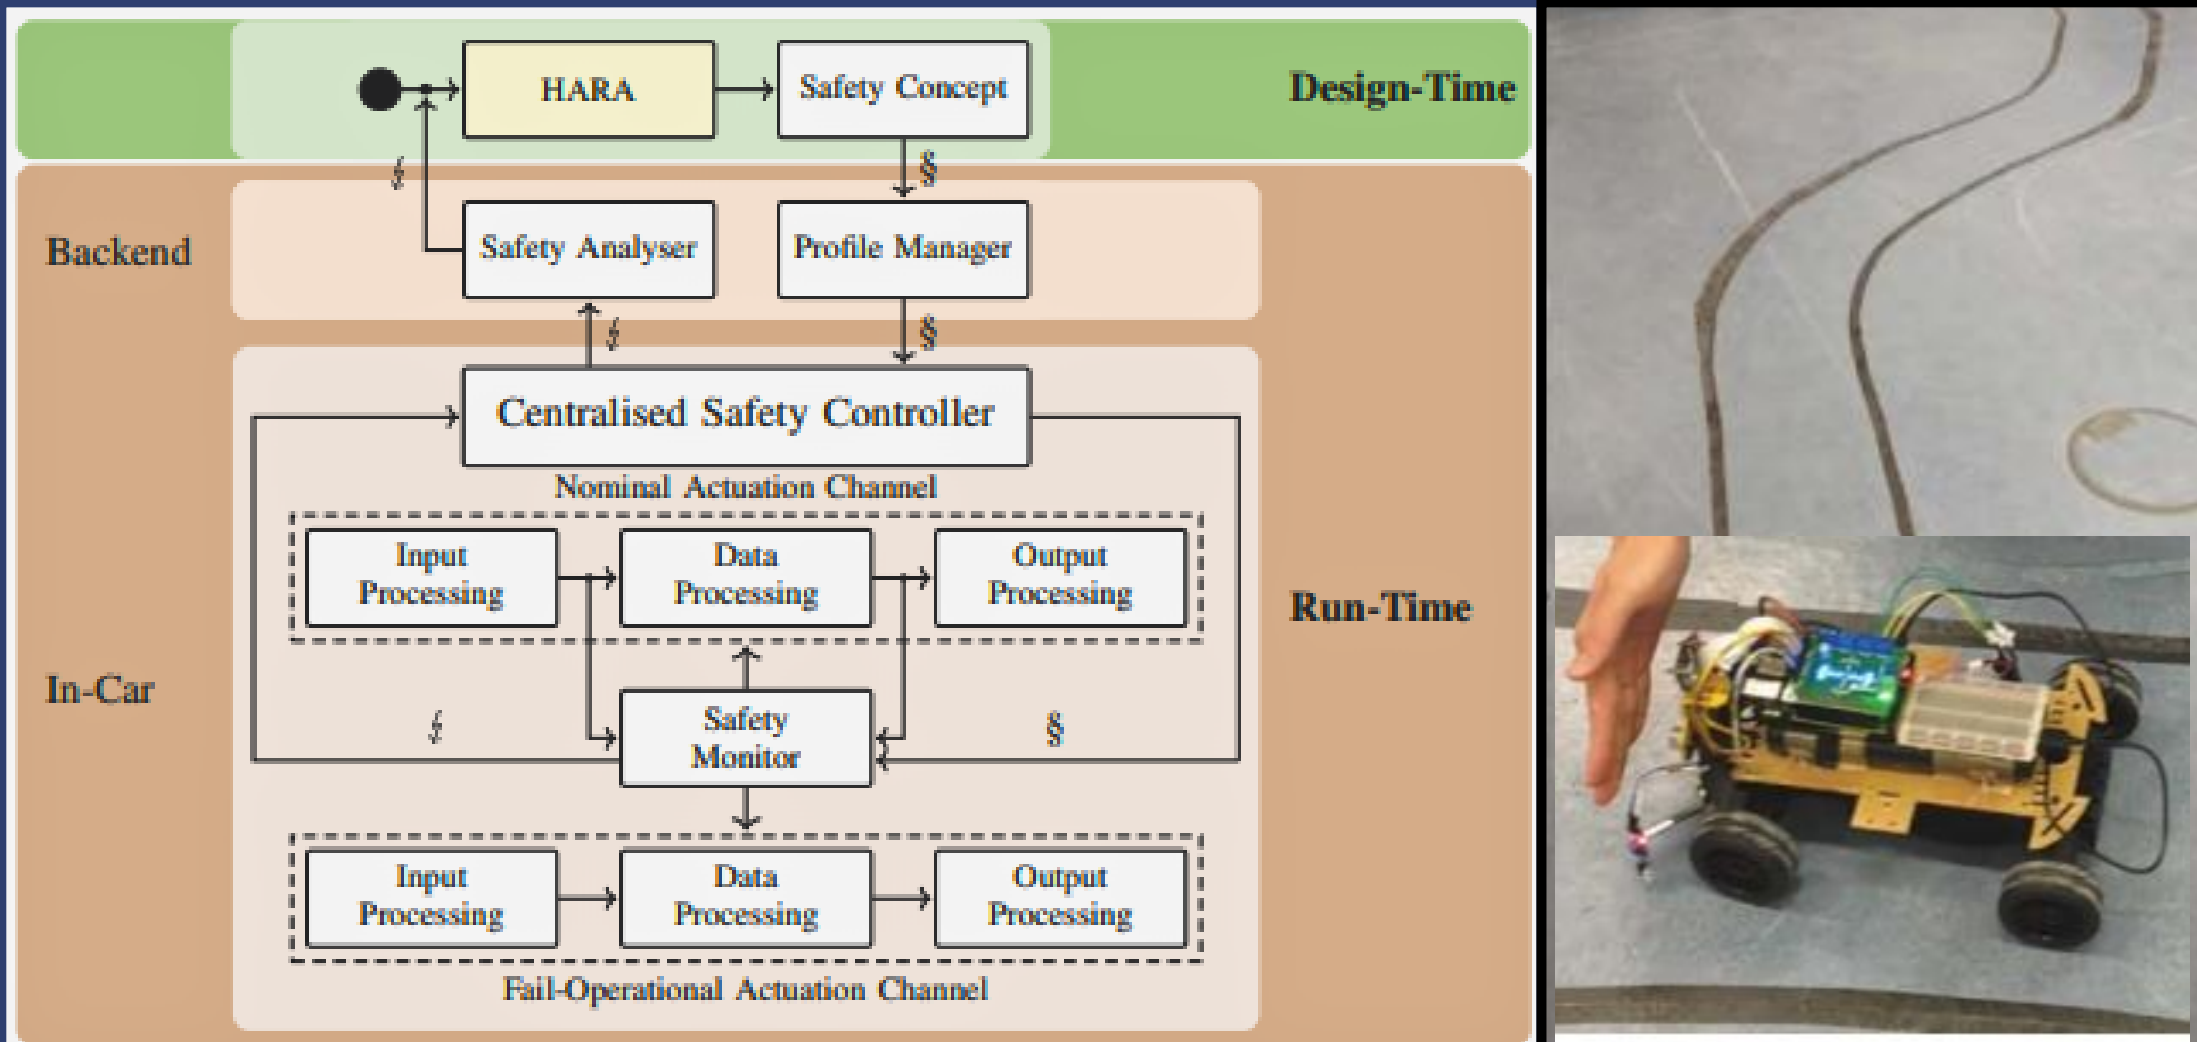 HARA
Safety Concept
Design-Time
§
Backend
Safety Analyser
Profile Manager
§
Centralised Safety Controller
Nominal Actuation Channel
Input
Processing
Data
Processing
Output
Processing
Run-Time
In-Car
Safety
Monitor
§
Input
Processing
Data
Processing
Output
Processing
Fail-Operational Actuation Channel